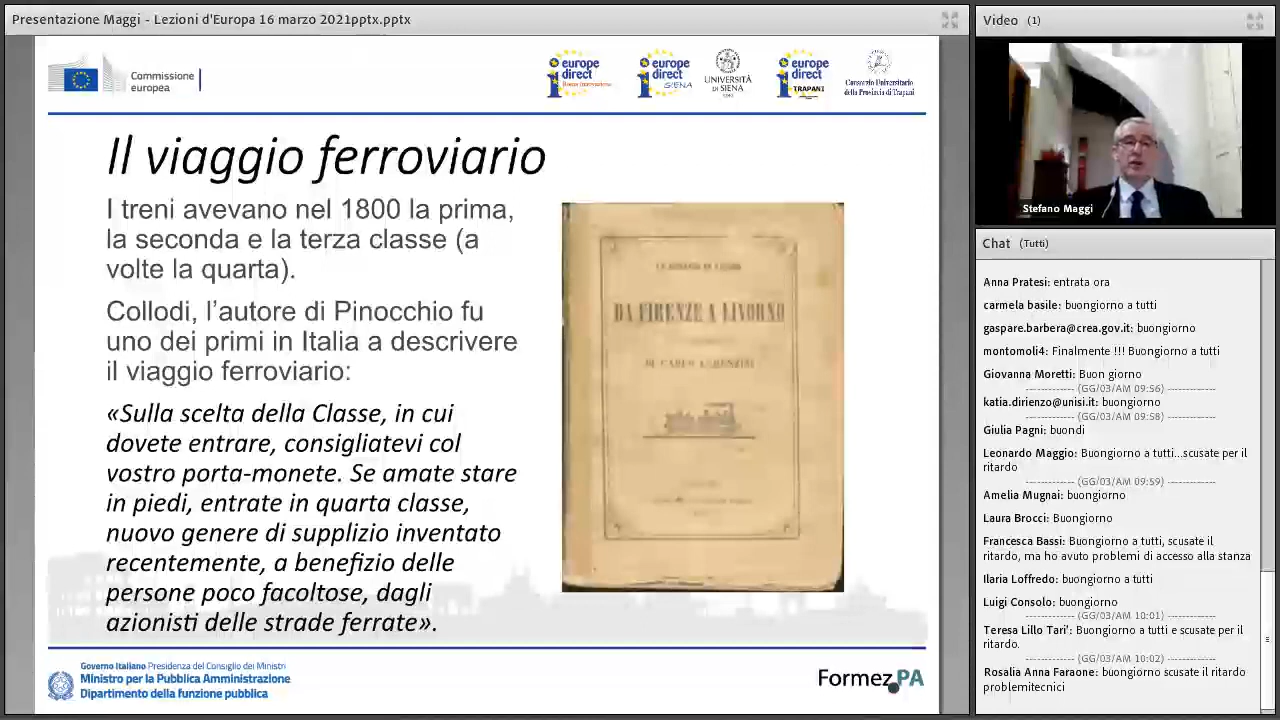 Presentazione Maggi - Lezioni d'Europa 16 marzo 2021pptx.pptx
Commissione
europea
europe
direct
europe
direct
SIENA
UNIVERSITÀ
DI SIENA
europe
direct
TRAPANI
Consorzio Universitario
della Provincia di Trapani
Il viaggio ferroviario
I treni avevano nel 1800 la prima,
la seconda e la terza classe (a
volte la quarta).
Collodi, l'autore di Pinocchio fu
uno dei primi in Italia a descrivere
il viaggio ferroviario:
«Sulla scelta della Classe, in cui
dovete entrare, consigliatevi col
vostro porta-monete. Se amate stare
in piedi, entrate in quarta classe,
nuovo genere di supplizio inventato
recentemente, a benefizio delle
persone poco facoltose, dagli
azionisti delle strade ferrate».
DA FIRENZE A LIVORNO
DI CARLO LORENZINI
Governo Italiano Presidenza del Consiglio dei Ministri
Ministro per la Pubblica Amministrazione
Dipartimento della funzione pubblica
Formez PA
Video (1)
Stefano Maggi
Chat (Tutti)
Anna Pratesi: entrata ora
carmela basile: buongiorno a tutti
gaspare.barbera@crea.gov.it: buongiorno
montomoli4: Finalmente !!! Buongiorno a tutti
Giovanna Moretti: Buon giorno
------------- (GG/03/AM 09:56) -------------
katia.dirienzo@unisi.it: buongiorno
------------- (GG/03/AM 09:58) -------------
Giulia Pagni: buondi
Leonardo Maggio: Buongiorno a tutti...scusate per il
ritardo
------------- (GG/03/AM 09:59) -------------
Amelia Mugnai: buongiorno
Laura Brocci: Buongiorno
Francesca Bassi: Buongiorno a tutti, scusate il
ritardo, ma ho avuto problemi di accesso alla stanza
Ilaria Loffredo: buongiorno a tutti
Luigi Consolo: buongiorno
------------- (GG/03/AM 10:01) -------------
Teresa Lillo Tari': Buongiorno a tutti e scusate per il
ritardo.
------------- (GG/03/AM 10:02) -------------
Rosalia Anna Faraone: buongiorno scusate il ritardo
problemitecnici